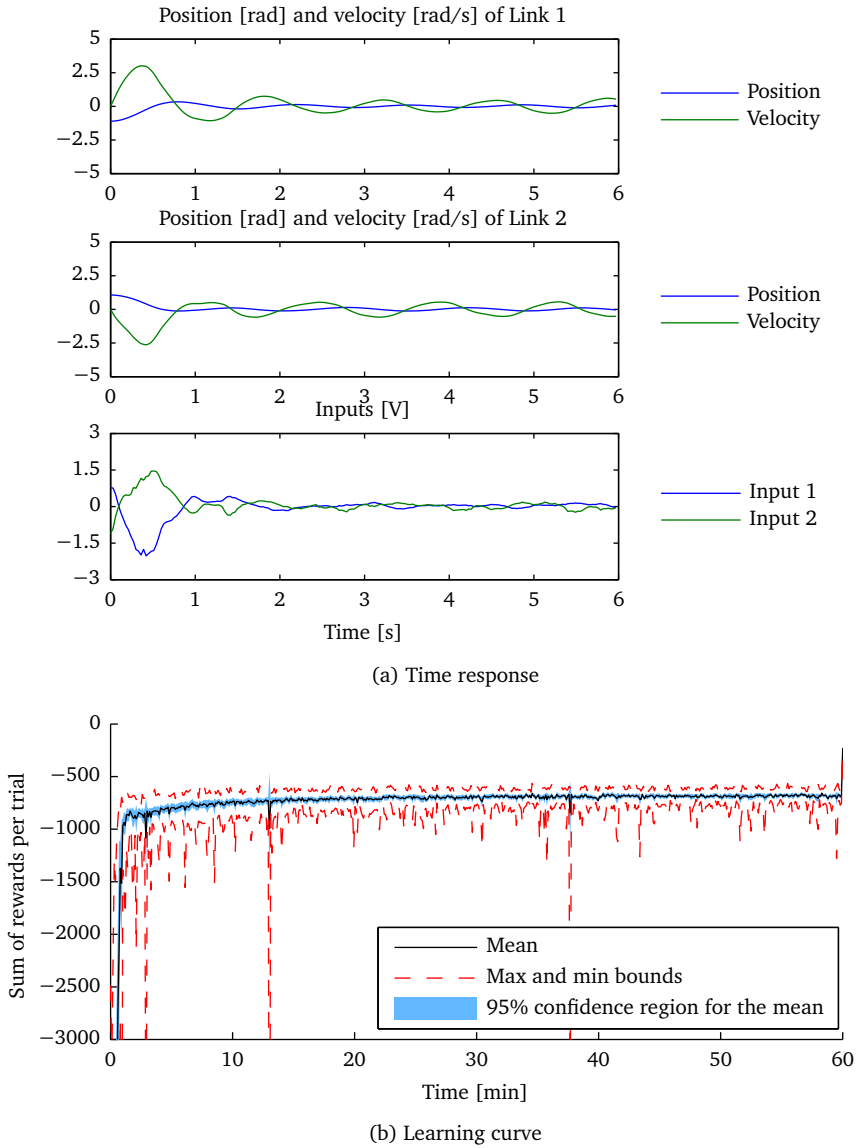 Position [rad] and velocity [rad/s] of Link 1
5
2.5
0
−2.5
−5
0 1 2 3 4 5 6
Position
Velocity
Position [rad] and velocity [rad/s] of Link 2
5
2.5
0
−2.5
−5
0 1 2 3 4 5 6
Position
Velocity
Inputs [V]
3
1.5
0
−1.5
−3
0 1 2 3 4 5 6
Input 1
Input 2
Time [s]
(a) Time response
Sum of rewards per trial
0
−500
−1000
−1500
−2000
−2500
−3000
0 10 20 30 40 50 60
Mean
Max and min bounds
95% confidence region for the mean
Time [min]
(b) Learning curve